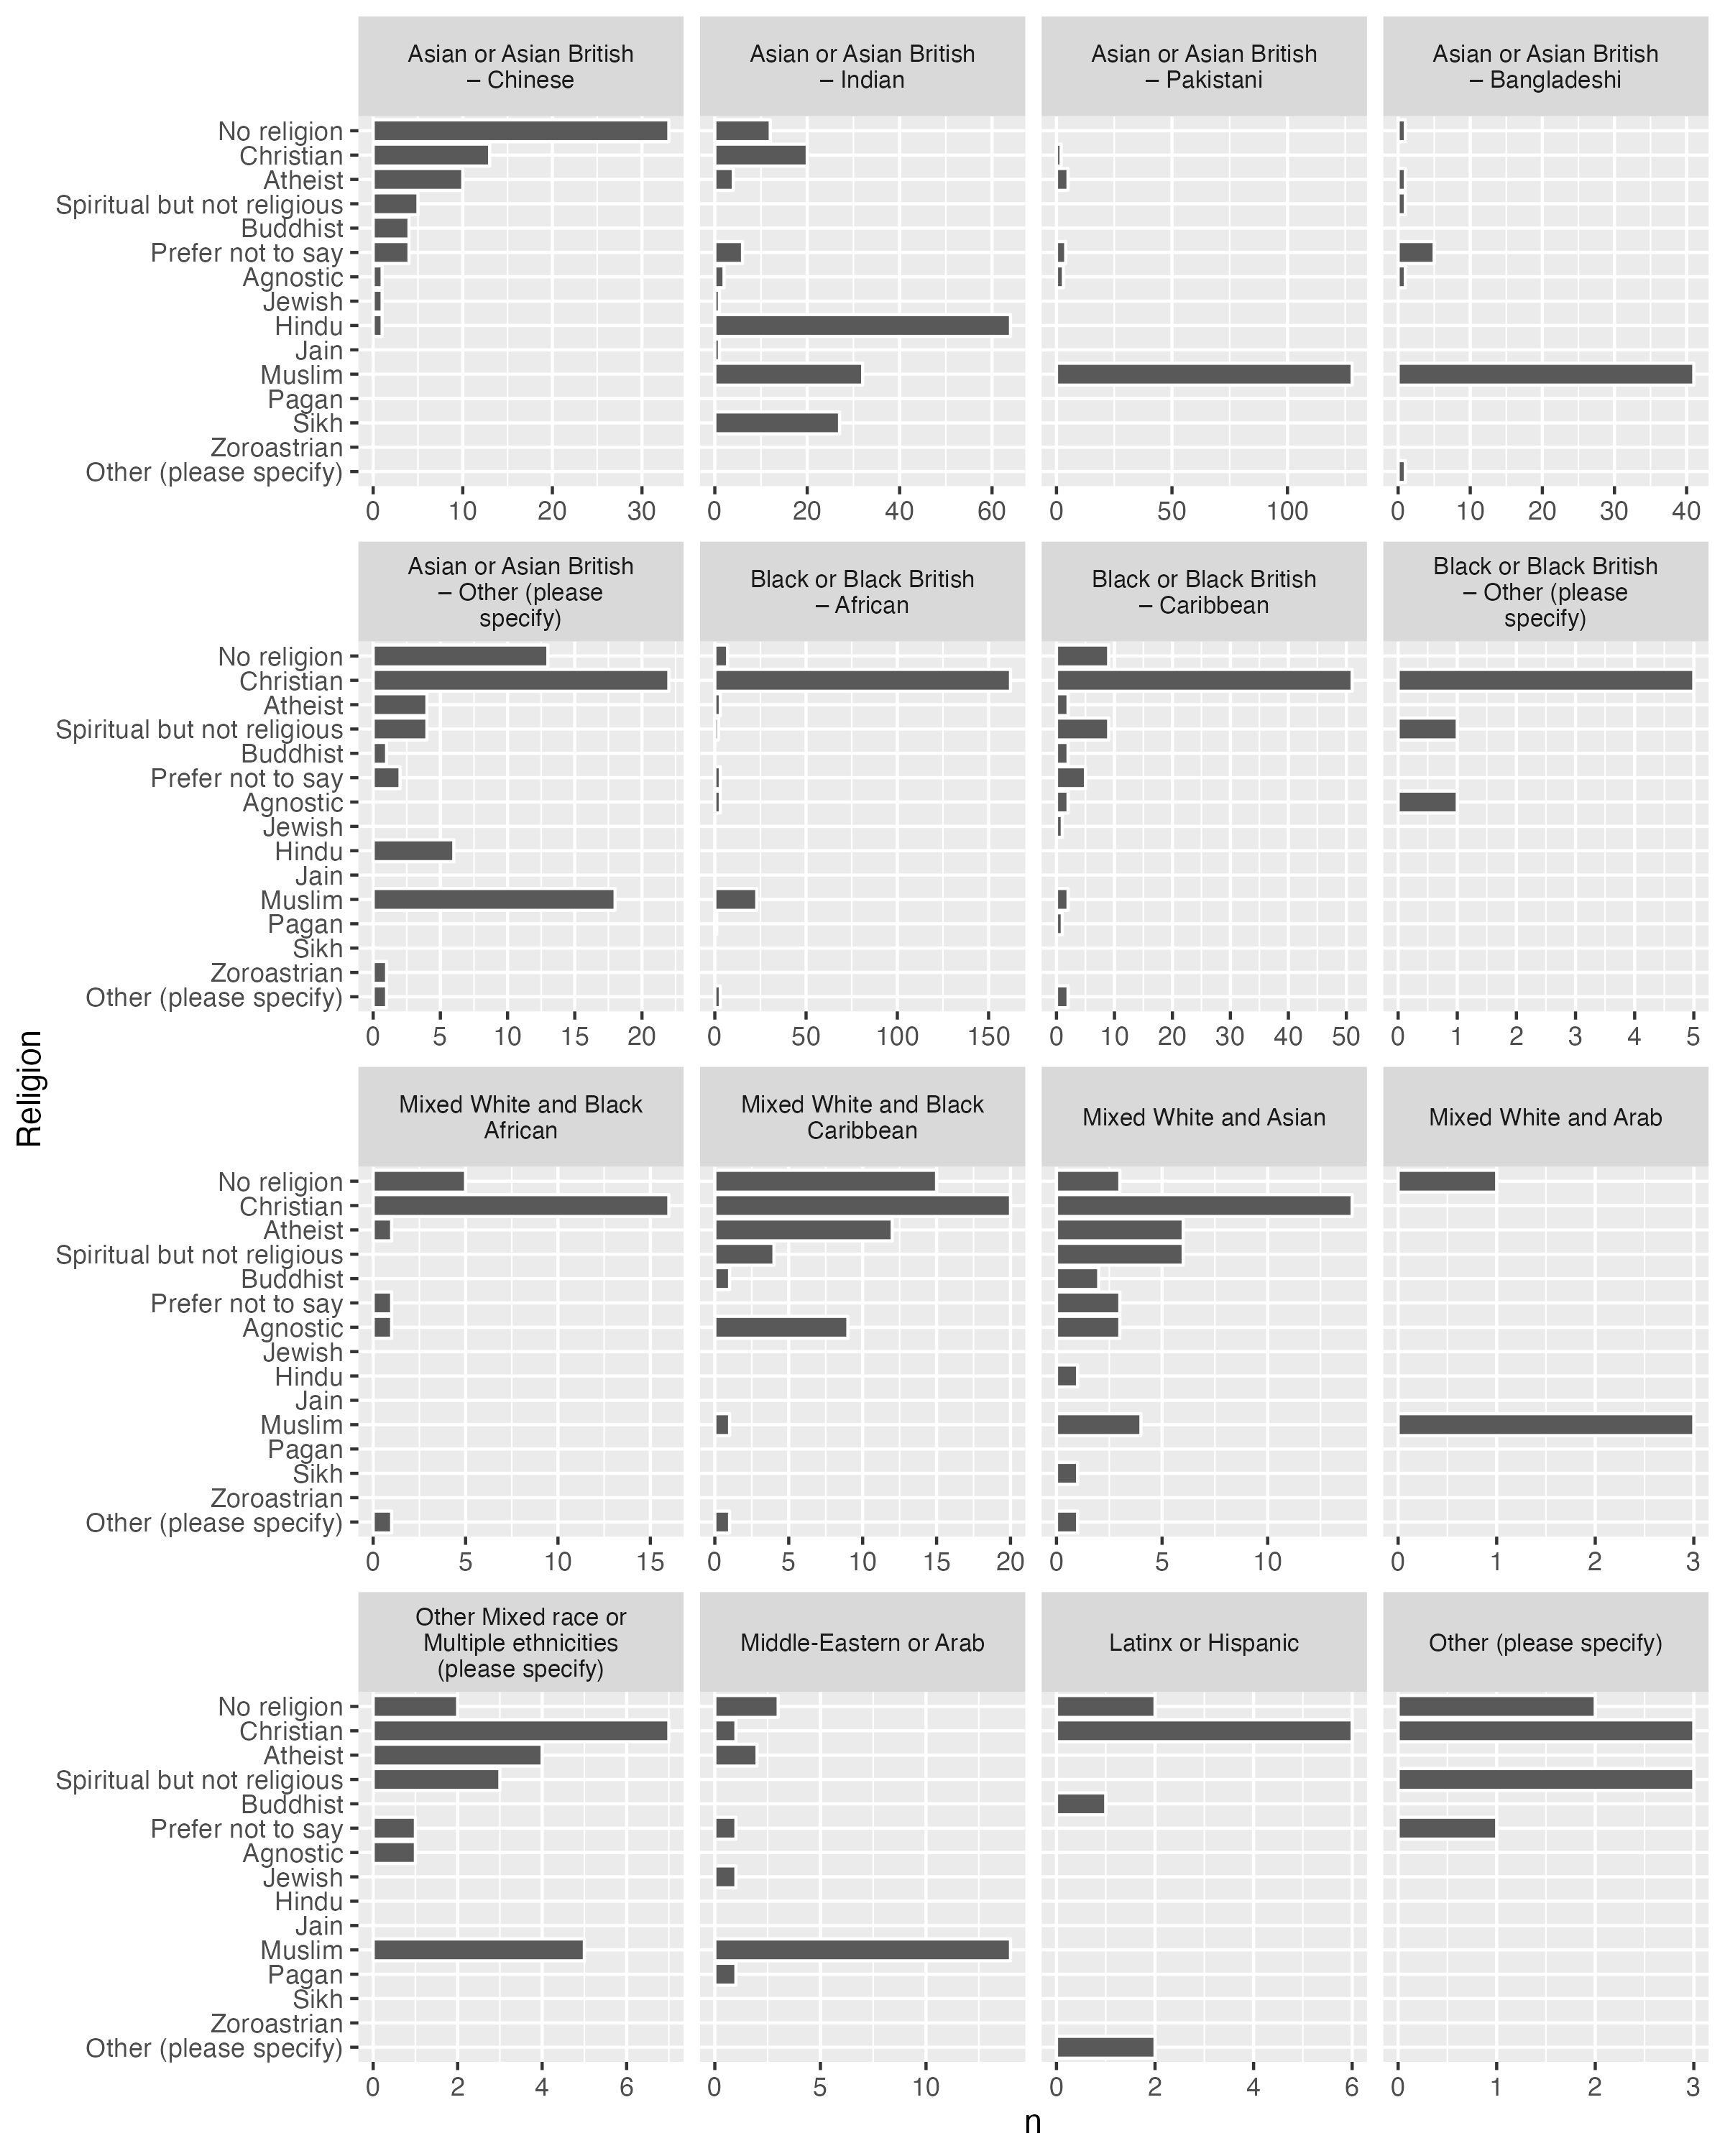 Asian or Asian British
– Chinese
Asian or Asian British
– Indian
Asian or Asian British
– Pakistani
Asian or Asian British
– Bangladeshi
No religion
Christian
Atheist
Spiritual but not religious
Buddhist
Prefer not to say
Agnostic
Jewish
Hindu
Jain
Muslim
Pagan
Sikh
Zoroastrian
Other (please specify)
0 10 20 30
0 20 40 60
0 50 100
0 10 20 30 40
Asian or Asian British
– Other (please
specify)
Black or Black British
– African
Black or Black British
– Caribbean
Black or Black British
– Other (please
specify)
No religion
Christian
Atheist
Spiritual but not religious
Buddhist
Prefer not to say
Agnostic
Jewish
Hindu
Jain
Muslim
Pagan
Sikh
Zoroastrian
Other (please specify)
0 5 10 15 20
0 50 100 150
0 10 20 30 40 50
0 1 2 3 4 5
Religion
Mixed White and Black
African
Mixed White and Black
Caribbean
Mixed White and Asian
Mixed White and Arab
No religion
Christian
Atheist
Spiritual but not religious
Buddhist
Prefer not to say
Agnostic
Jewish
Hindu
Jain
Muslim
Pagan
Sikh
Zoroastrian
Other (please specify)
0 5 10 15
0 5 10 15 20
0 5 10
0 1 2 3
Other Mixed race or
Multiple ethnicities
(please specify)
Middle-Eastern or Arab
Latinx or Hispanic
Other (please specify)
No religion
Christian
Atheist
Spiritual but not religious
Buddhist
Prefer not to say
Agnostic
Jewish
Hindu
Jain
Muslim
Pagan
Sikh
Zoroastrian
Other (please specify)
0 2 4 6
0 5 10
0 2 4 6
0 1 2 3
n